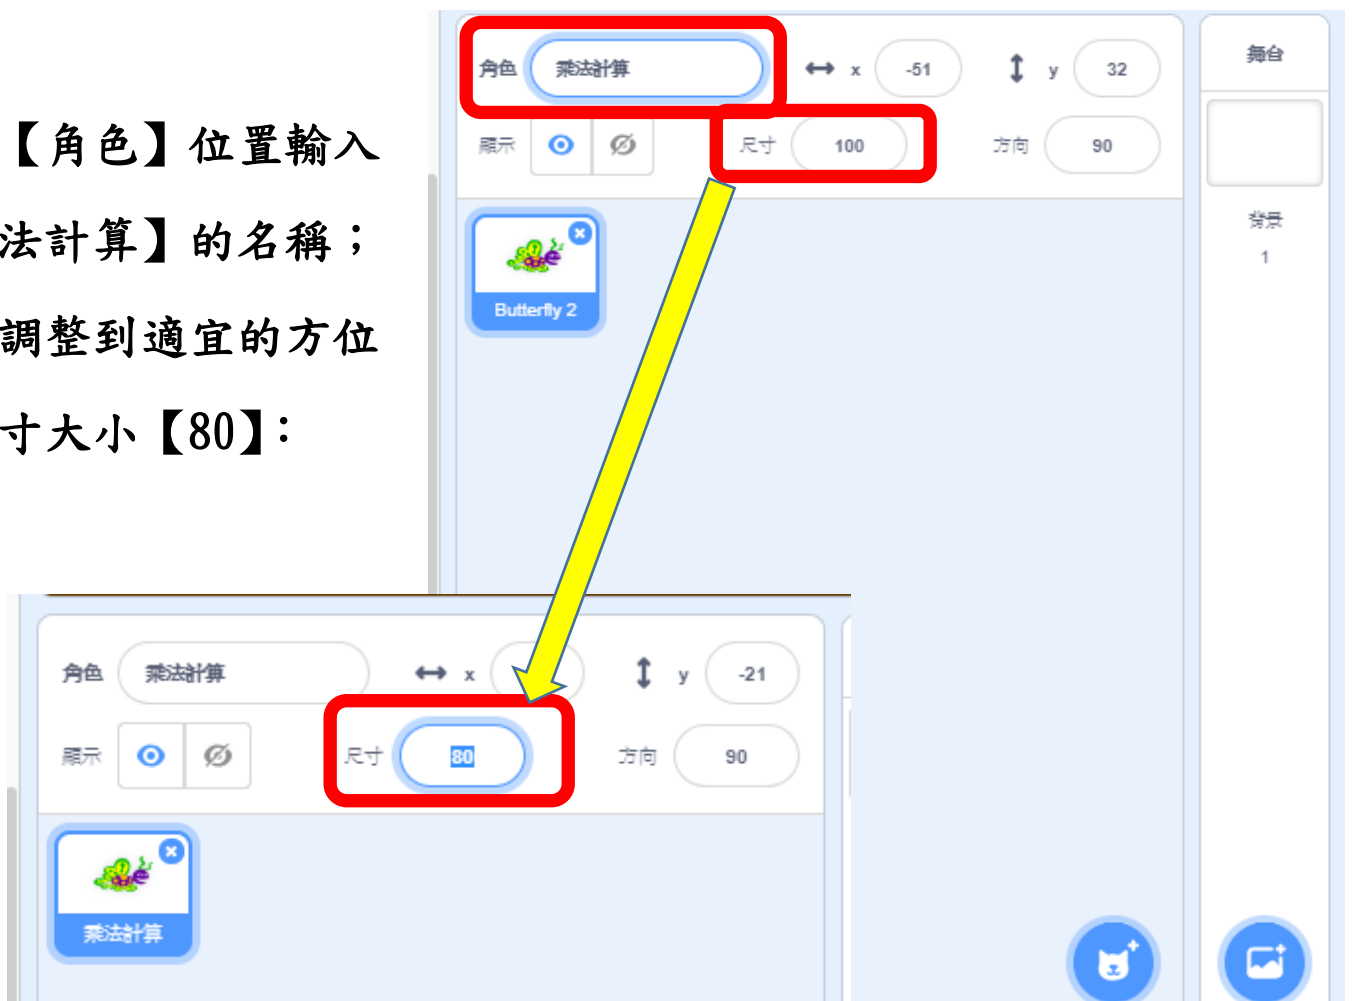 【角色】位置輸入
法計算】的名稱；
調整到適宜的方位
寸大小【80】:
角色 乘法計算 x -51 y 32
顯示 尺寸 100 方向 90
Butterfly 2
舞台
背景
1
角色 乘法計算 x y -21
顯示 尺寸 80 方向 90
乘法計算